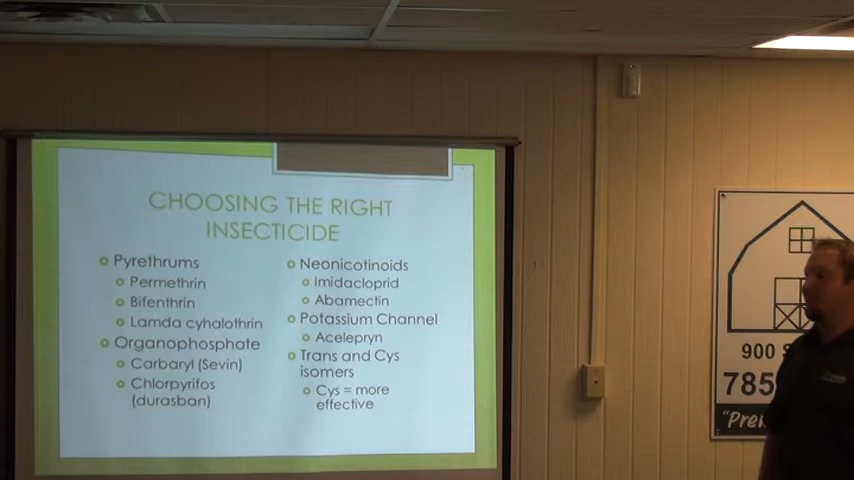 CHOOSING THE RIGHT
INSECTICIDE
Pyrethrums
Permethrin
Bifenthrin
Lamda cyhalothrin
Organophosphate
Carbaryl (Sevin)
Chlorpyrifos
(durasban)
Neonicotinoids
Imidacloprid
Abamectin
Potassium Channel
Acelepryn
Trans and Cys
isomers
Cys = more
effective
900 S
785
"Pre